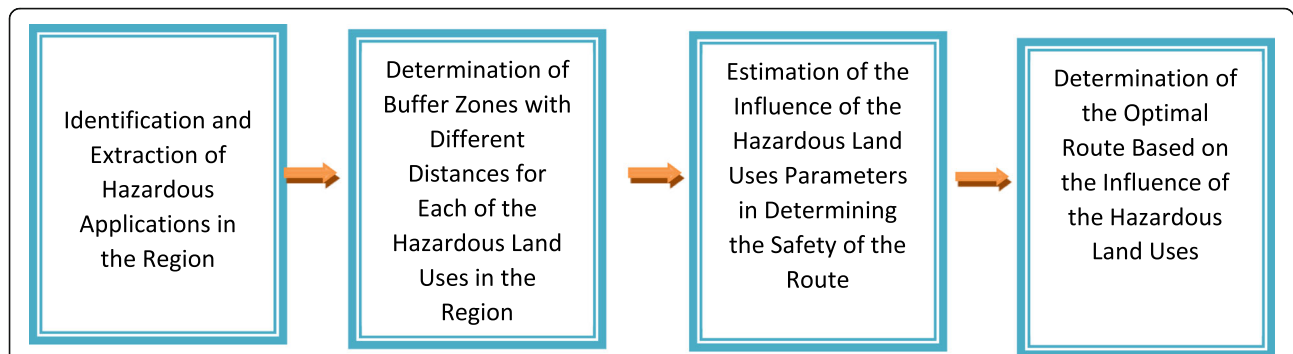 Identification and
Extraction of
Hazardous
Applications in
the Region
Determination of
Buffer Zones with
Different
Distances for
Each of the
Hazardous Land
Uses in the
Region
Estimation of the
Influence of the
Hazardous Land
Uses Parameters
in Determining
the Safety of the
Route
Determination of
the Optimal
Route Based on
the Influence of
the Hazardous
Land Uses